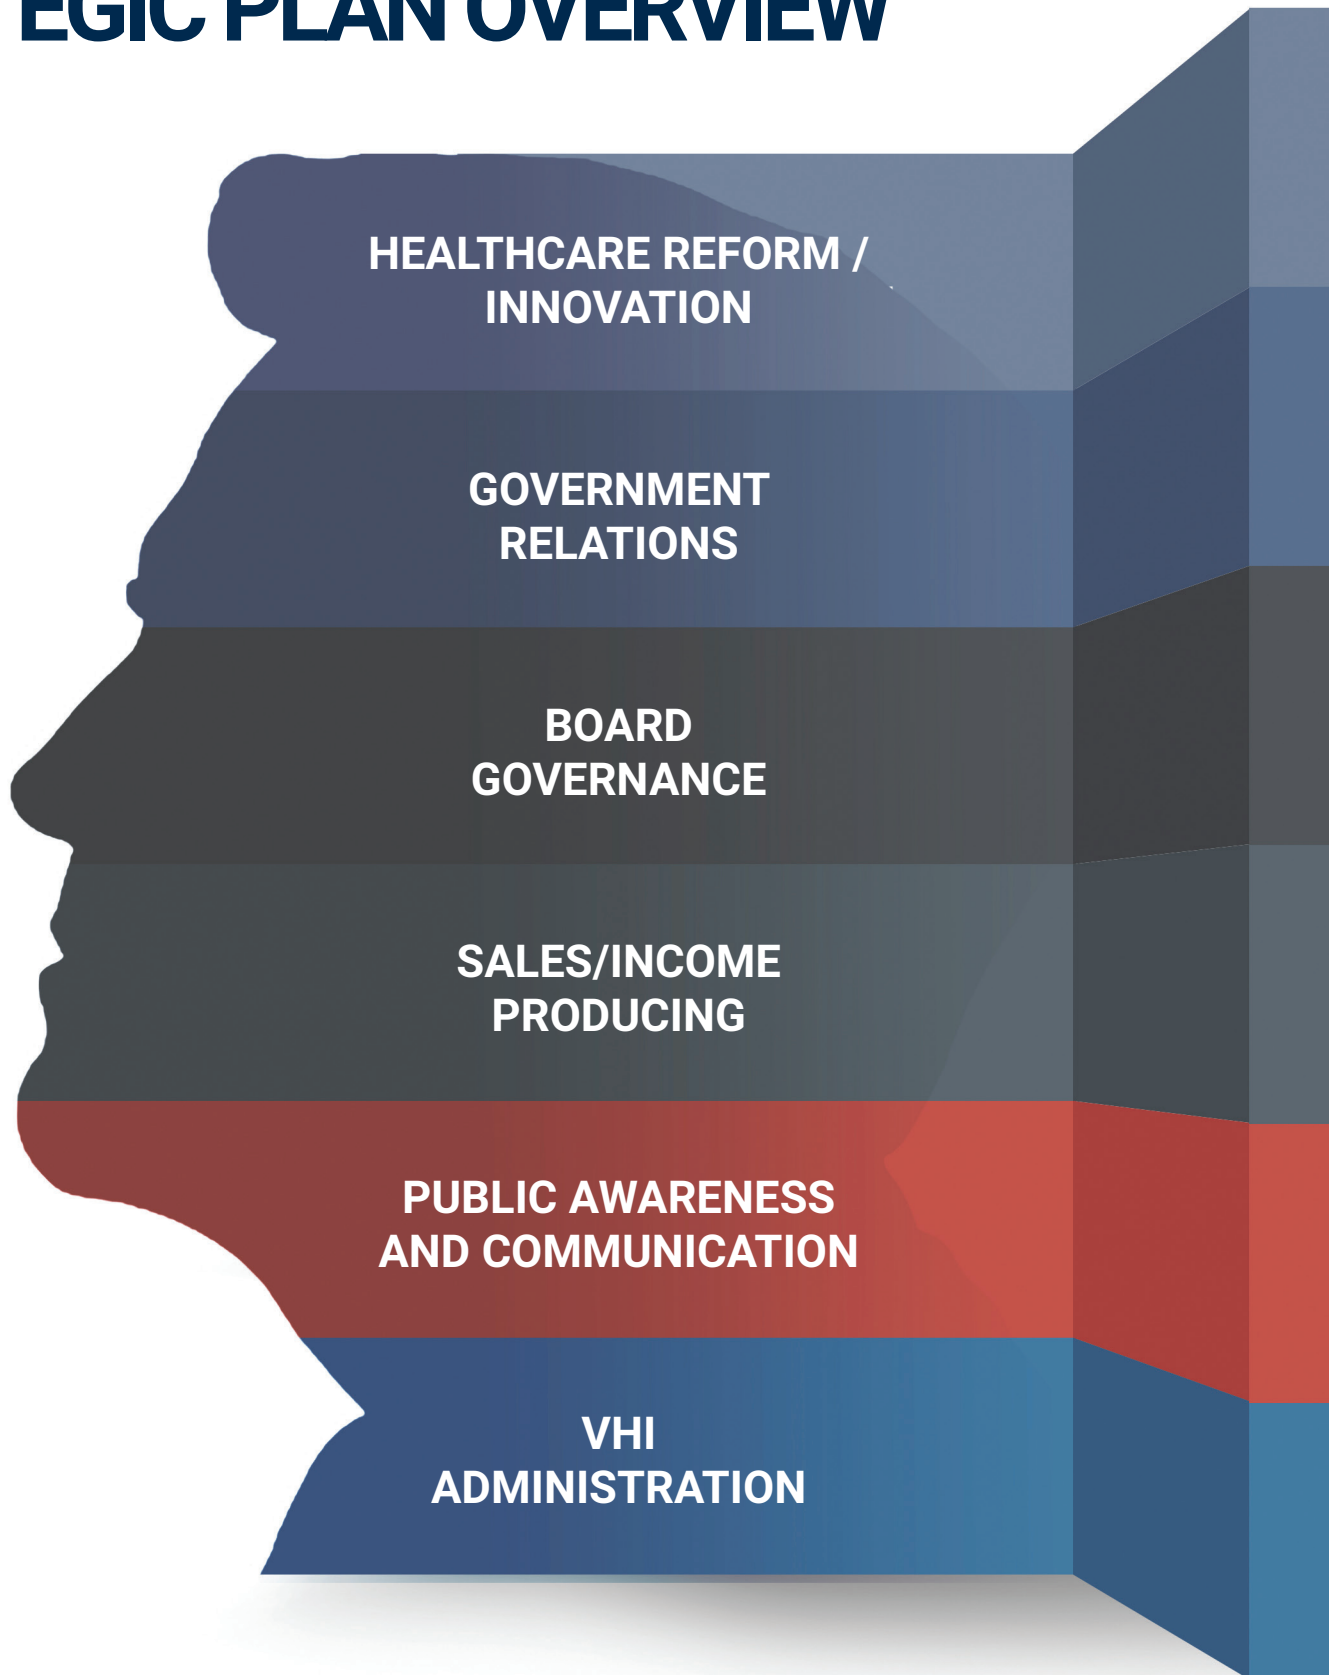 EGIC PLAN OVERVIEW
HEALTHCARE REFORM /
INNOVATION
GOVERNMENT
RELATIONS
BOARD
GOVERNANCE
SALES/INCOME
PRODUCING
PUBLIC AWARENESS
AND COMMUNICATION
VHI
ADMINISTRATION